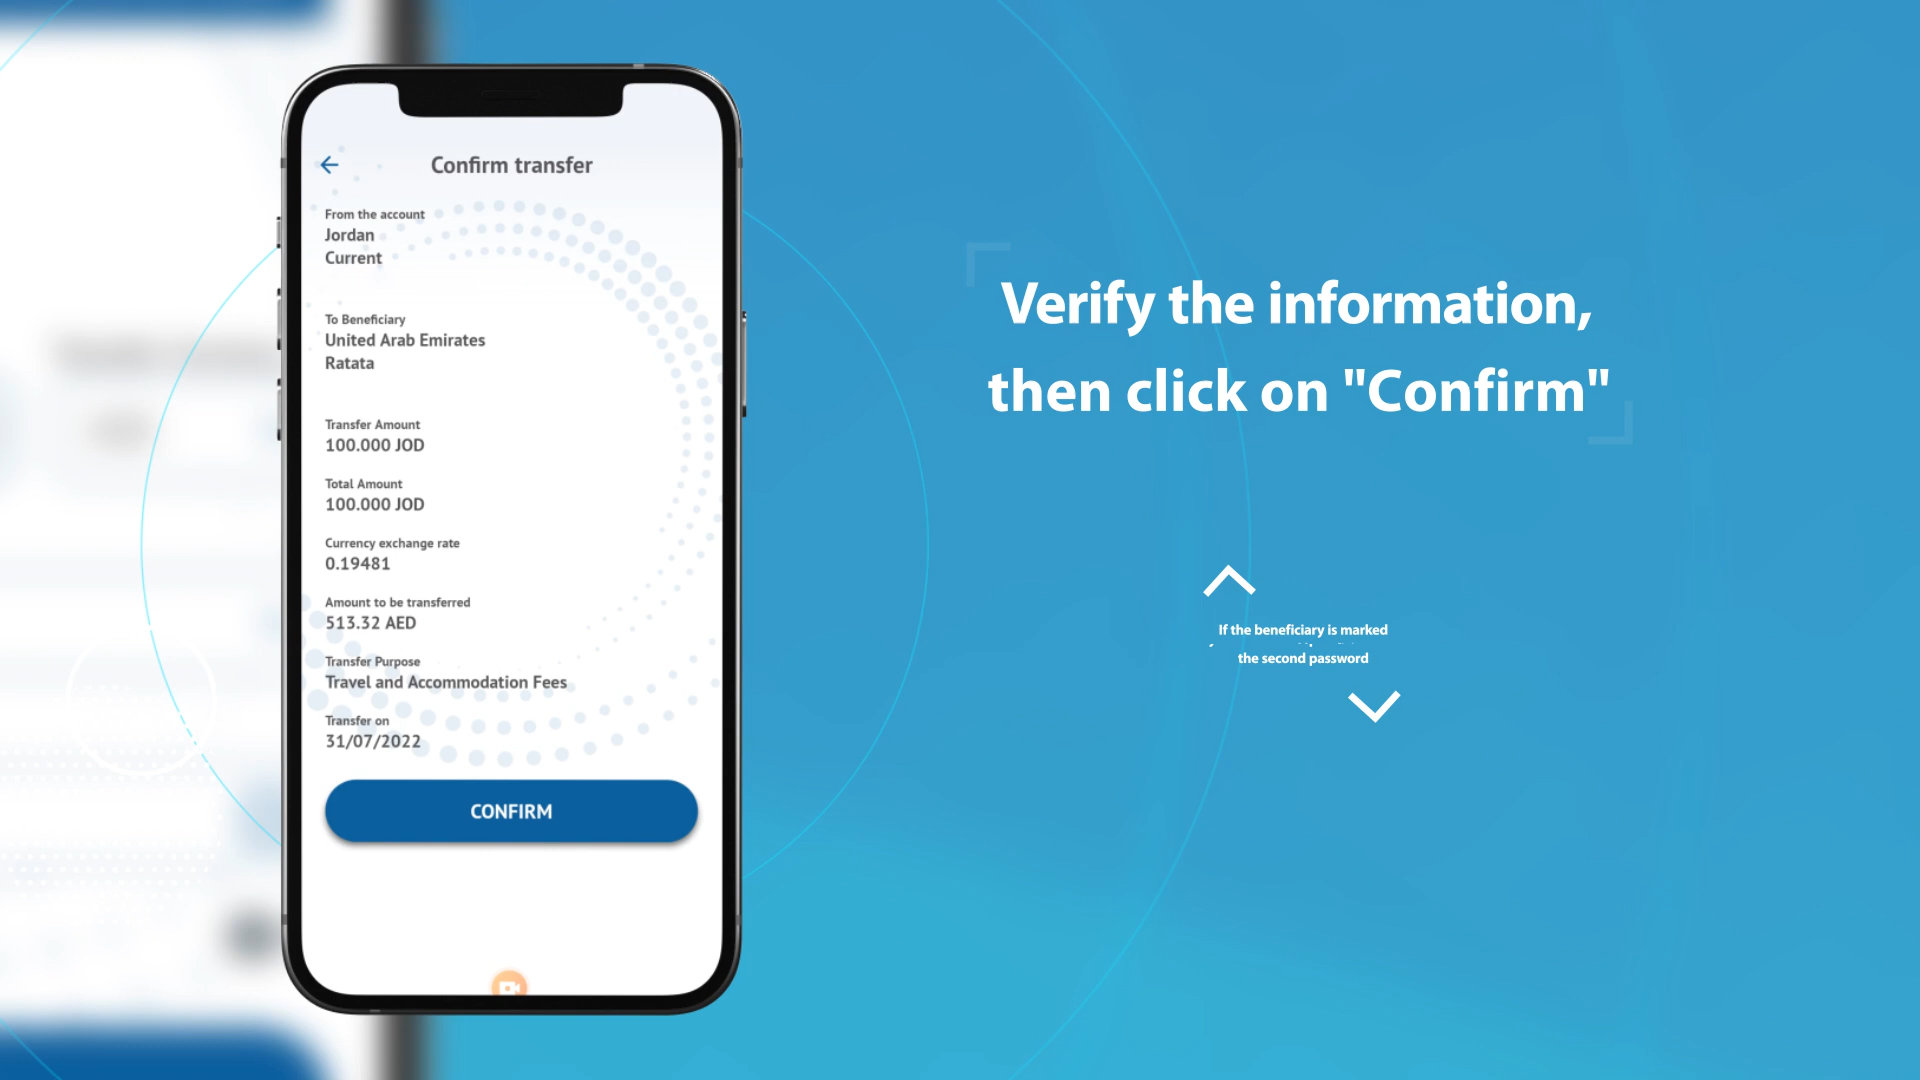 Confirm transfer
From the account
Jordan
Current
To Beneficiary
United Arab Emirates
Ratata
Transfer Amount
100.000 JOD
Total Amount
100.000 JOD
Currency exchange rate
0.19481
Amount to be transferred
513.32 AED
Transfer Purpose
Travel and Accommodation Fees
Transfer on
31/07/2022
CONFIRM
Verify the information,
then click on "Confirm"
If the beneficiary is marked
the second password